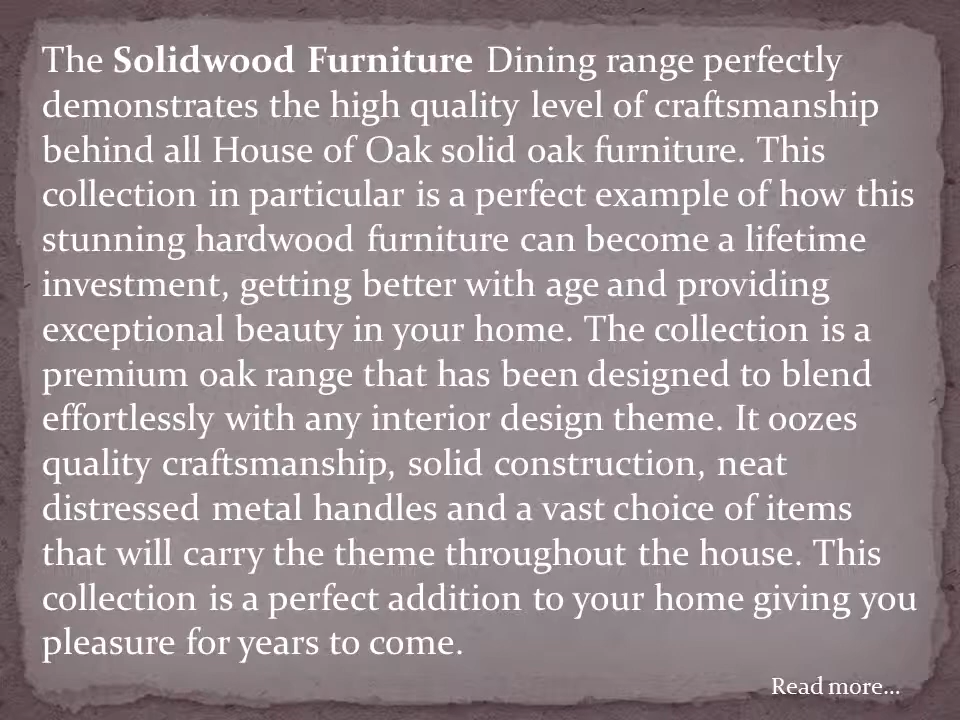 The Solidwood Furniture Dining range perfectly
demonstrates the high quality level of craftsmanship
behind all House of Oak solid oak furniture. This
collection in particular is a perfect example of how this
stunning hardwood furniture can become a lifetime
investment, getting better with age and providing
exceptional beauty in your home. The collection is a
premium oak range that has been designed to blend
effortlessly with any interior design theme. It oozes
quality craftsmanship, solid construction, neat
distressed metal handles and a vast choice of items
that will carry the theme throughout the house. This
collection is a perfect addition to your home giving you
pleasure for years to come.
Read more...